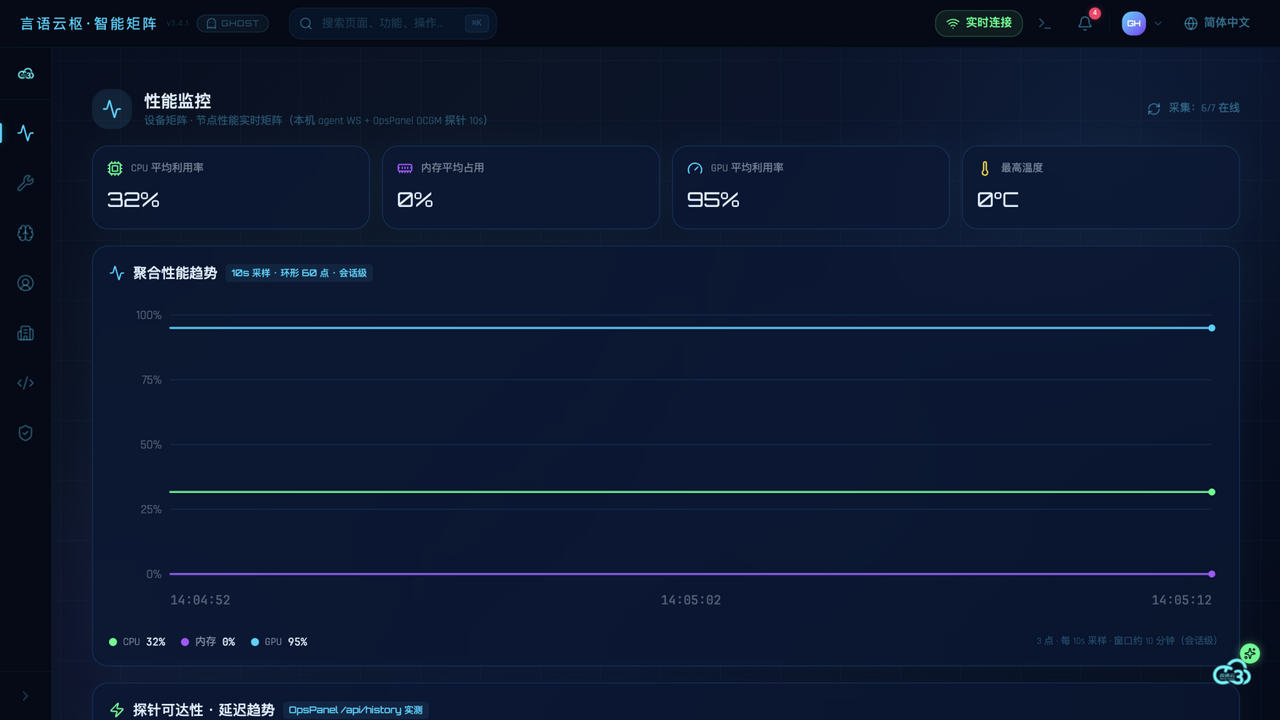 言语云枢·智能矩阵 v3.4.1 GHOST 搜索页面、功能、操作… ⌘K 实时连接 4 GH 简体中文
性能监控
设备矩阵 · 节点性能实时矩阵（本机 agent WS + OpsPanel DCGM 探针 10s）
采集：6/7 在线
CPU 平均利用率
32%
内存平均占用
0%
GPU 平均利用率
95%
最高温度
0°C
聚合性能趋势 10s 采样 · 环形 60 点 · 会话级
100%
75%
50%
25%
0%
14:04:52 14:05:02 14:05:12
CPU 32% 内存 0% GPU 95%
3 点 · 每 10s 采样 · 窗口约 10 分钟（会话级）
探针可达性 · 延迟趋势 OpsPanel /api/history 实测